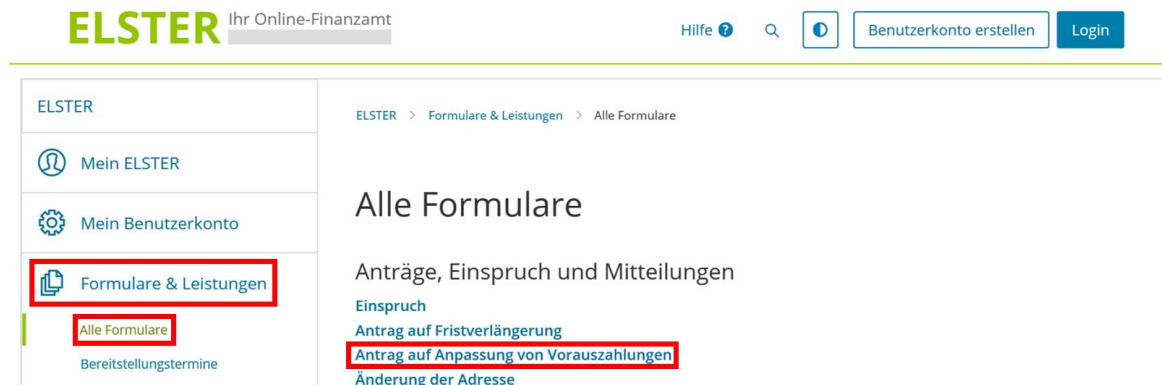 ELSTER Ihr Online-Finanzamt
Hilfe ?
Benutzerkonto erstellen
Login
ELSTER
Mein ELSTER
Mein Benutzerkonto
Formulare & Leistungen
Alle Formulare
Bereitstellungstermine
ELSTER > Formulare & Leistungen > Alle Formulare
Alle Formulare
Anträge, Einspruch und Mitteilungen
Einspruch
Antrag auf Fristverlängerung
Antrag auf Anpassung von Vorauszahlungen
Änderung der Adresse